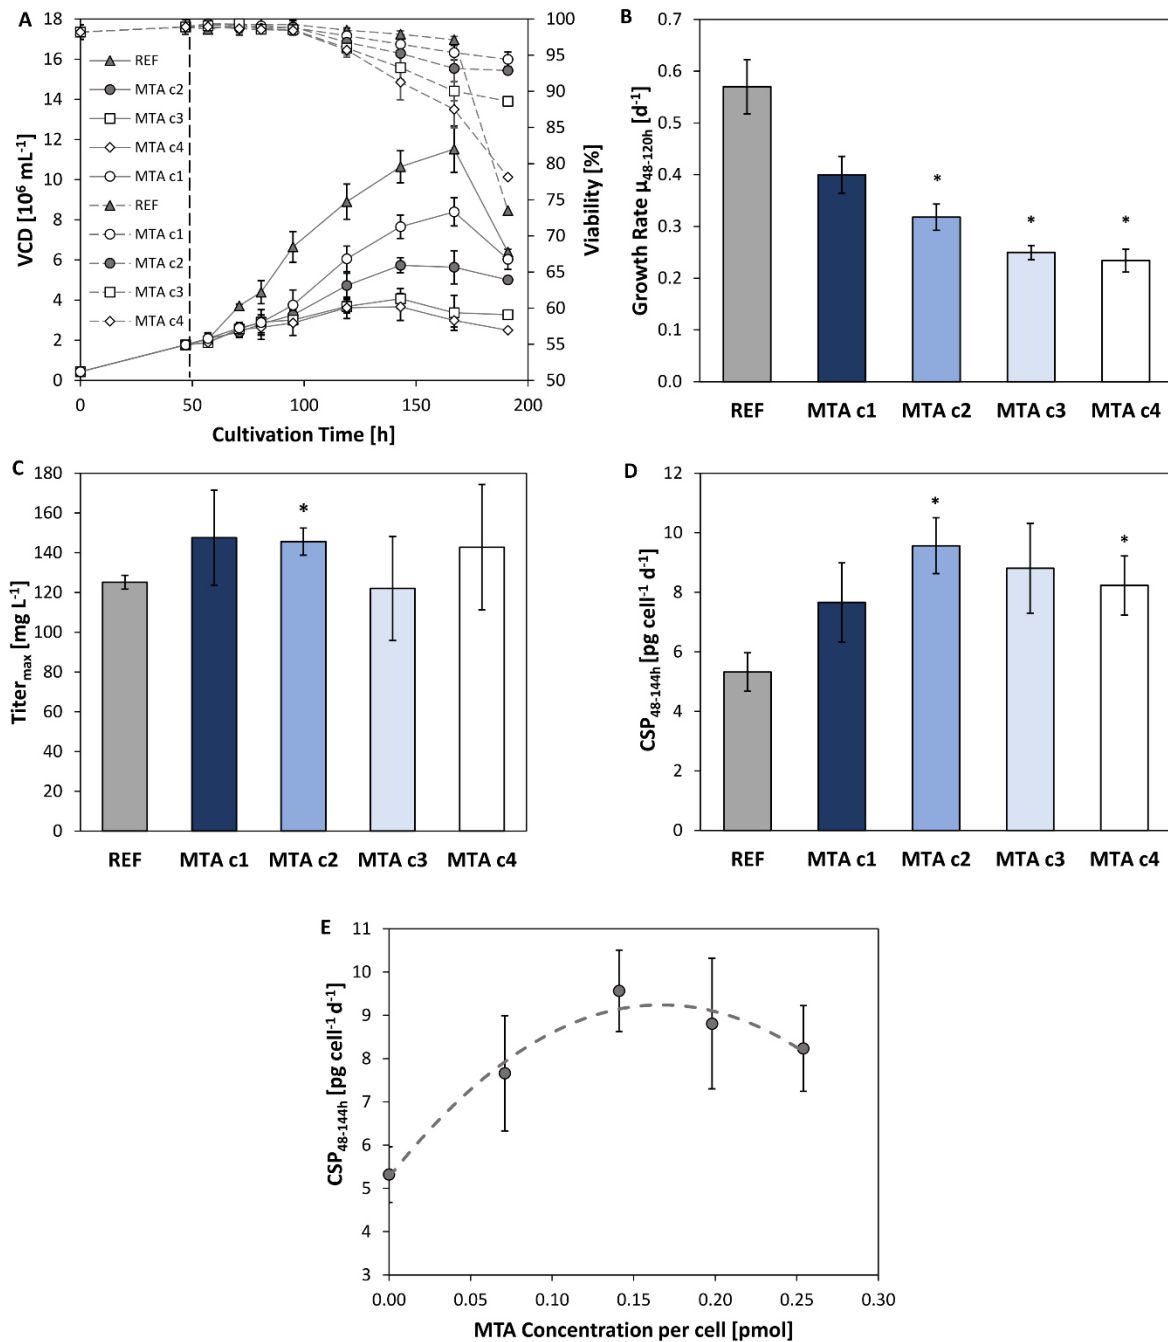 A
VCD [10⁶ mL⁻¹]
18
16
14
12
10
8
6
4
2
0
REF
MTA c2
MTA c3
MTA c4
MTA c1
REF
MTA c1
MTA c2
MTA c3
MTA c4
100
95
90
85
80
75
70
65
60
55
50
Viability [%]
0 50 100 150 200
Cultivation Time [h]
B
Growth Rate μ48-120h [d⁻¹]
0.7
0.6
0.5
0.4
0.3
0.2
0.1
0.0
* * *
REF MTA c1 MTA c2 MTA c3 MTA c4
C
Titermax [mg L⁻¹]
180
160
140
120
100
80
60
40
20
0
*
REF MTA c1 MTA c2 MTA c3 MTA c4
D
CSP48-144h [pg cell⁻¹ d⁻¹]
12
10
8
6
4
2
0
* *
REF MTA c1 MTA c2 MTA c3 MTA c4
E
CSP48-144h [pg cell⁻¹ d⁻¹]
11
10
9
8
7
6
5
4
3
0.00 0.05 0.10 0.15 0.20 0.25 0.30
MTA Concentration per cell [pmol]